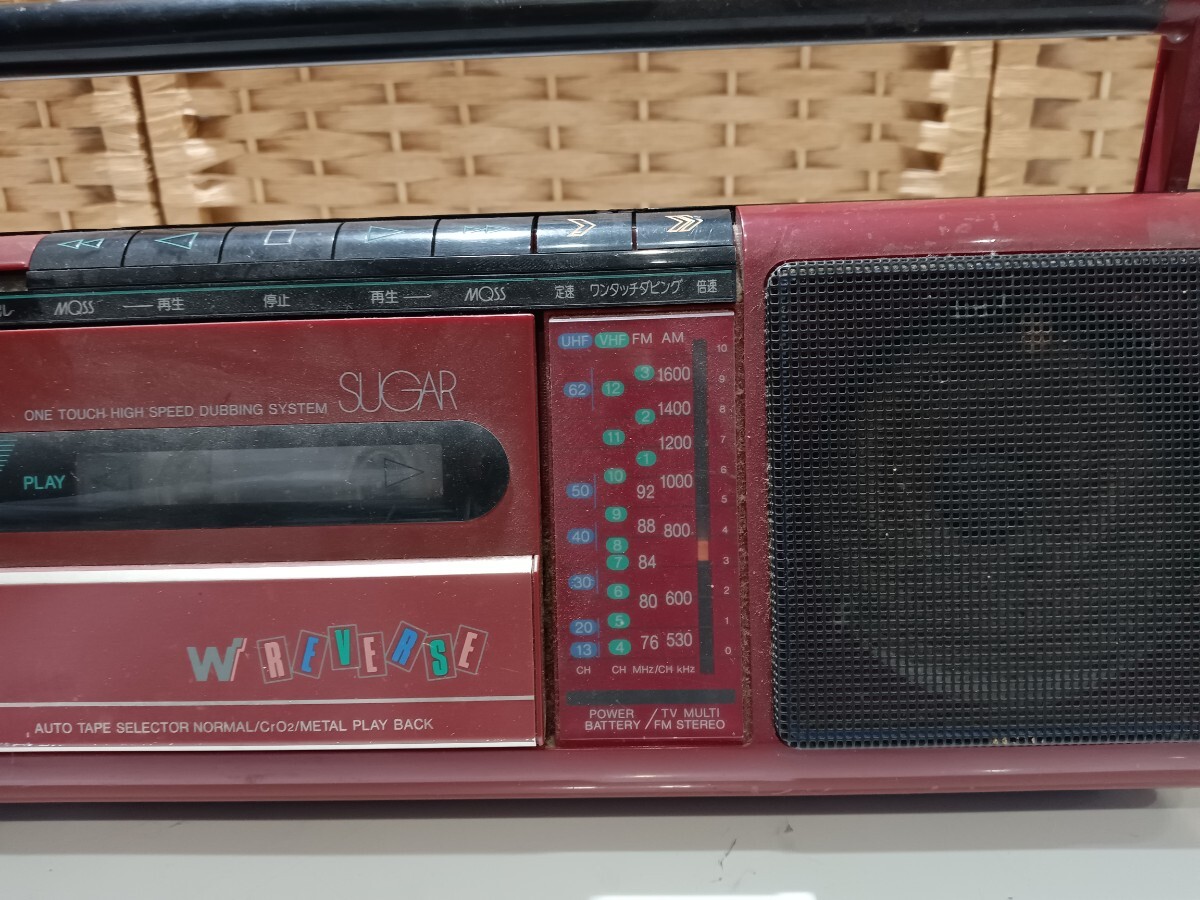 し MQSS ── 再生 停止 再生 ── MQSS 定速 ワンタッチダビング 倍速
ONE TOUCH HIGH SPEED DUBBING SYSTEM SUGAR
PLAY
W REVERSE
AUTO TAPE SELECTOR NORMAL/CrO2/METAL PLAY BACK
UHF VHF FM AM
10
3 1600
62 12 9
2 1400 8
11 1200 7
1
10 1000 6
50 92 5
9
40 88 800 4
8
7 84 3
30 6 80 600 2
20 5 1
13 4 76 530 0
CH CH MHz/CH kHz
POWER / TV MULTI
BATTERY / FM STEREO